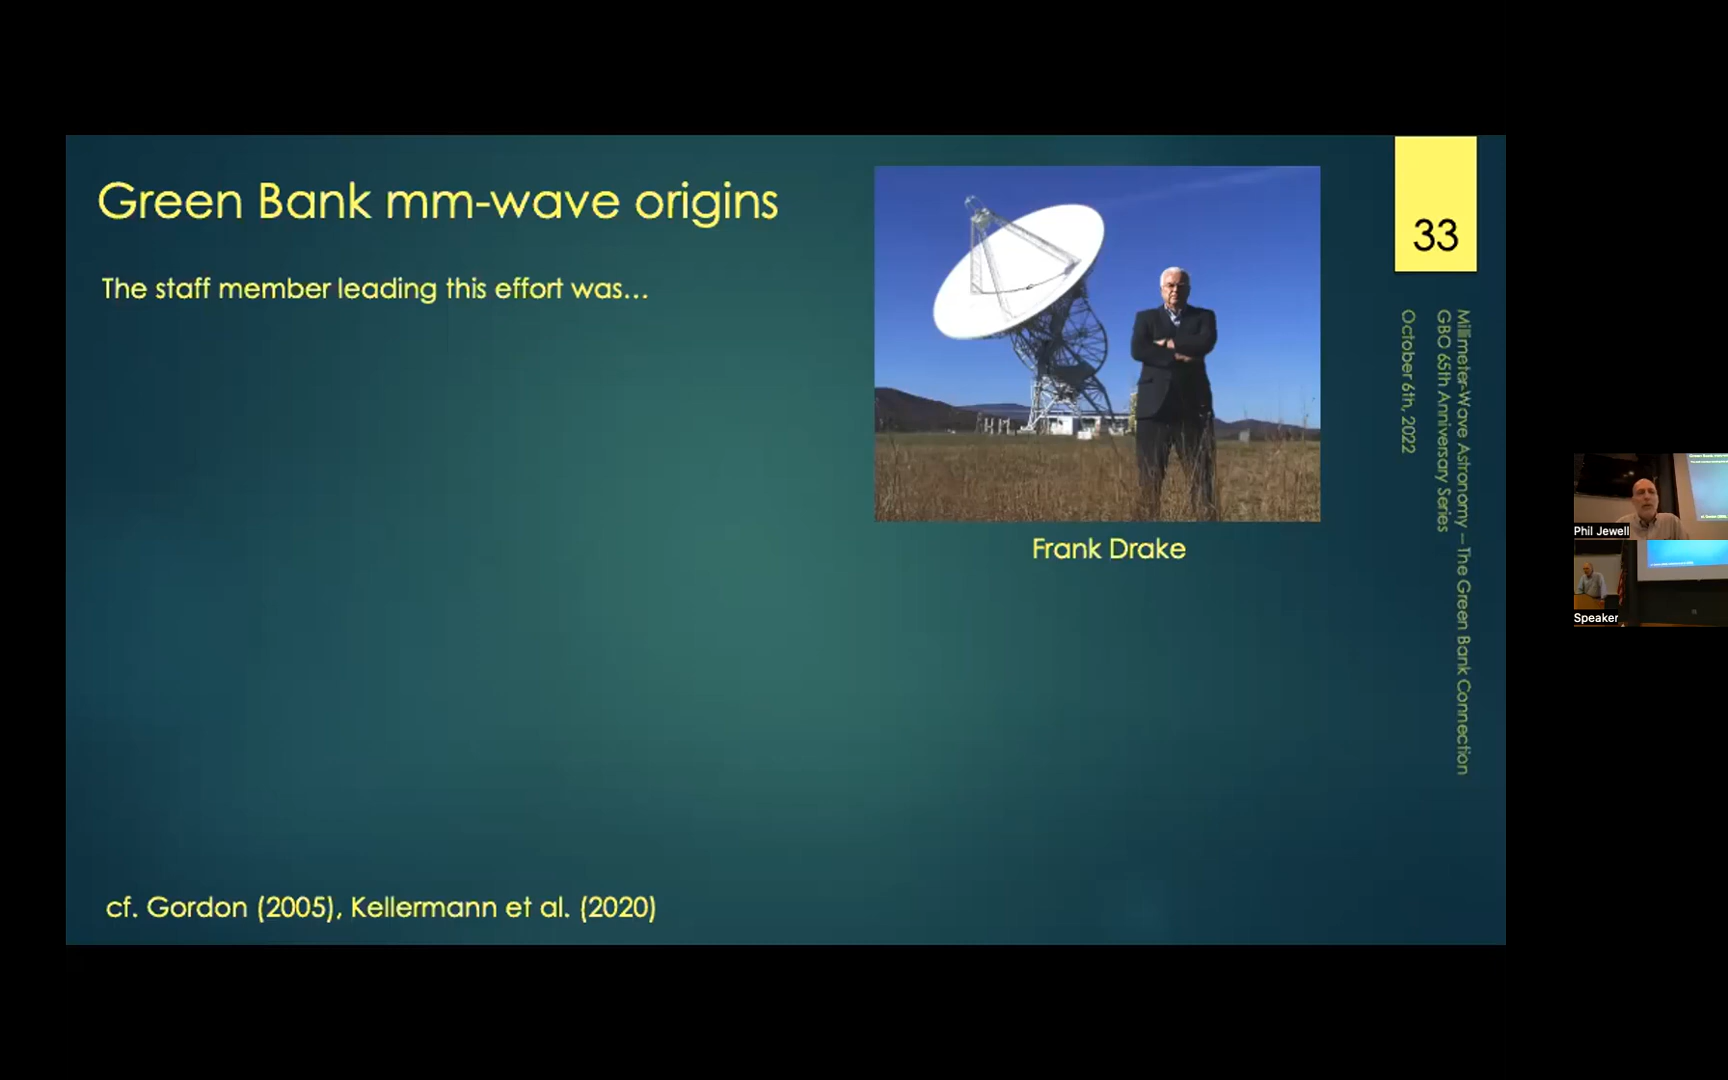 Green Bank mm-wave origins
The staff member leading this effort was...
Frank Drake
cf. Gordon (2005), Kellermann et al. (2020)
33
Millimeter-Wave Astronomy – The Green Bank Connection
GBO 65th Anniversary Series
October 6th, 2022
Phil Jewell
Speaker